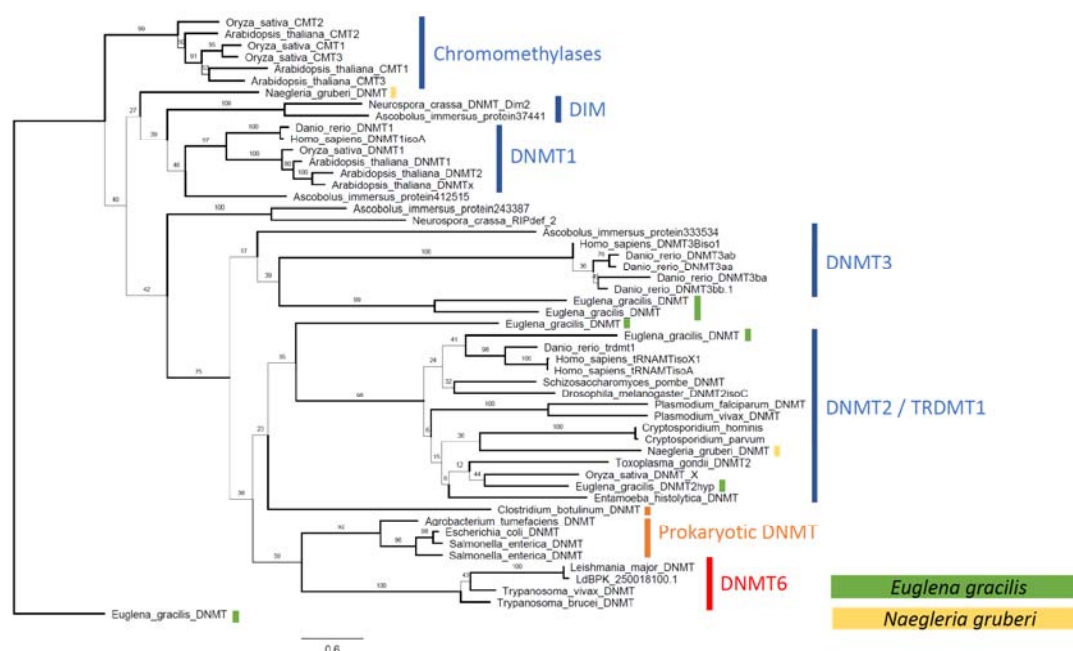 Oryza_sativa_CMT2
Arabidopsis_thaliana_CMT2
Oryza_sativa_CMT1
Oryza_sativa_CMT3
Arabidopsis_thaliana_CMT1
Arabidopsis_thaliana_CMT3
Chromomethylases
Naegleria_gruberi_DNMT
Neurospora_crassa_DNMT_Dim2
Ascobolus_immersus_protein37441
DIM
Danio_rerio_DNMT1
Homo_sapiens_DNMT1isoA
Oryza_sativa_DNMT1
Arabidopsis_thaliana_DNMT1
Arabidopsis_thaliana_DNMT2
Arabidopsis_thaliana_DNMTx
DNMT1
Ascobolus_immersus_protein412515
Ascobolus_immersus_protein243387
Neurospora_crassa_RIPdef_2
Ascobolus_immersus_protein333534
Homo_sapiens_DNMT3Biso1
Danio_rerio_DNMT3ab
Danio_rerio_DNMT3aa
Danio_rerio_DNMT3ba
Danio_rerio_DNMT3bb.1
DNMT3
Euglena_gracilis_DNMT
Euglena_gracilis_DNMT
Euglena_gracilis_DNMT
Euglena_gracilis_DNMT
Danio_rerio_trdmt1
Homo_sapiens_tRNAMTisoX1
Homo_sapiens_tRNAMTisoA
Schizosaccharomyces_pombe_DNMT
Drosophila_melanogaster_DNMT2isoC
Plasmodium_falciparum_DNMT
Plasmodium_vivax_DNMT
DNMT2 / TRDMT1
Cryptosporidium_hominis
Cryptosporidium_parvum
Naegleria_gruberi_DNMT
Toxoplasma_gondii_DNMT2
Oryza_sativa_DNMT_X
Euglena_gracilis_DNMT2hyp
Entamoeba_histolytica_DNMT
Clostridium_botulinum_DNMT
Agrobacterium_tumefaciens_DNMT
Escherichia_coli_DNMT
Salmonella_enterica_DNMT
Salmonella_enterica_DNMT
Prokaryotic DNMT
Leishmania_major_DNMT
LdBPK_250018100.1
Trypanosoma_vivax_DNMT
Trypanosoma_brucei_DNMT
DNMT6
Euglena gracilis
Naegleria gruberi
Euglena_gracilis_DNMT
0.6